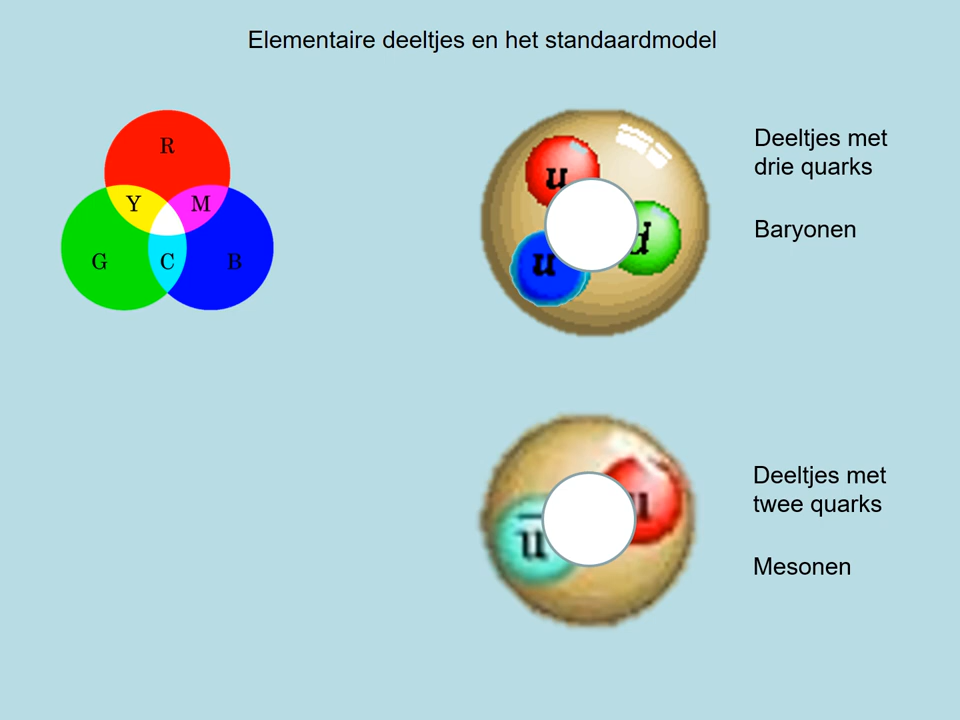 Elementaire deeltjes en het standaardmodel
R
Y M
G C B
u
d
u
Deeltjes met
drie quarks
Baryonen
u̅
u
Deeltjes met
twee quarks
Mesonen